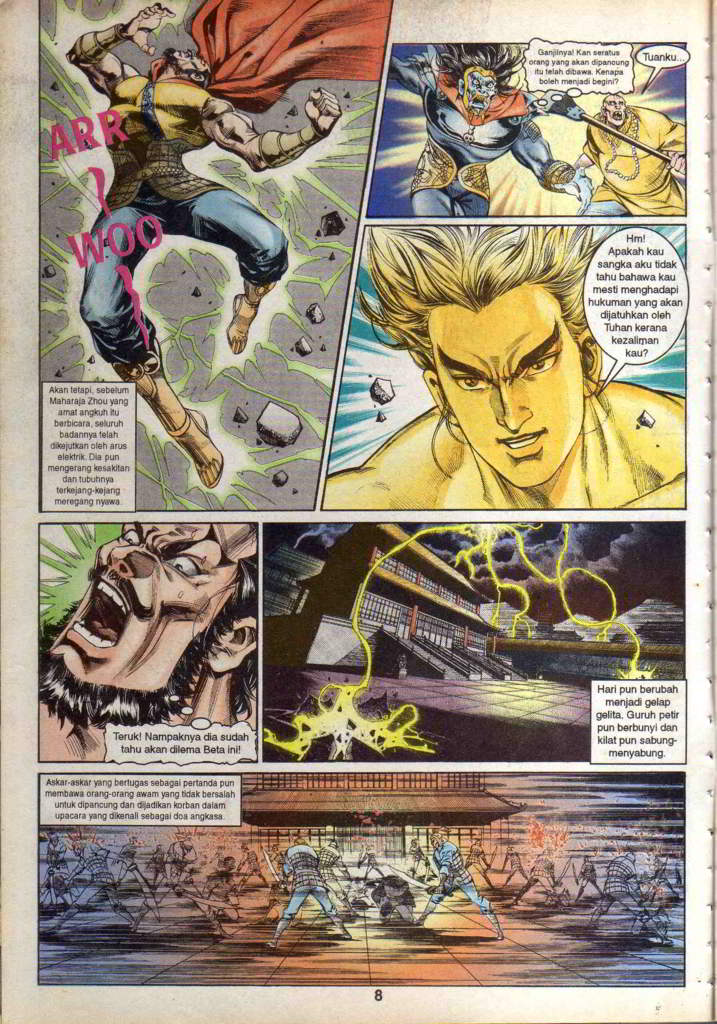 ARR
WOO
Akan tetapi, sebelum
Maharaja Zhou yang
amat angkuh itu
berbicara, seluruh
badannya telah
dikejutkan oleh arus
elektrik. Dia pun
mengerang kesakitan
dan tubuhnya
terkejang-kejang
meregang nyawa.
Ganjilnya! Kan seratus
orang yang akan dipancung
itu telah dibawa. Kenapa
boleh menjadi begini?
Tuanku...
Hm!
Apakah kau
sangka aku tidak
tahu bahawa kau
mesti menghadapi
hukuman yang akan
dijatuhkan oleh
Tuhan kerana
kezaliman
kau?
Teruk! Nampaknya dia sudah
tahu akan dilema Beta ini!
Hari pun berubah
menjadi gelap
gelita. Guruh petir
pun berbunyi dan
kilat pun sabung-
menyabung.
Askar-askar yang bertugas sebagai pertanda pun
membawa orang-orang awam yang tidak bersalah
untuk dipancung dan dijadikan korban dalam
upacara yang dikenali sebagai doa angkasa.
8